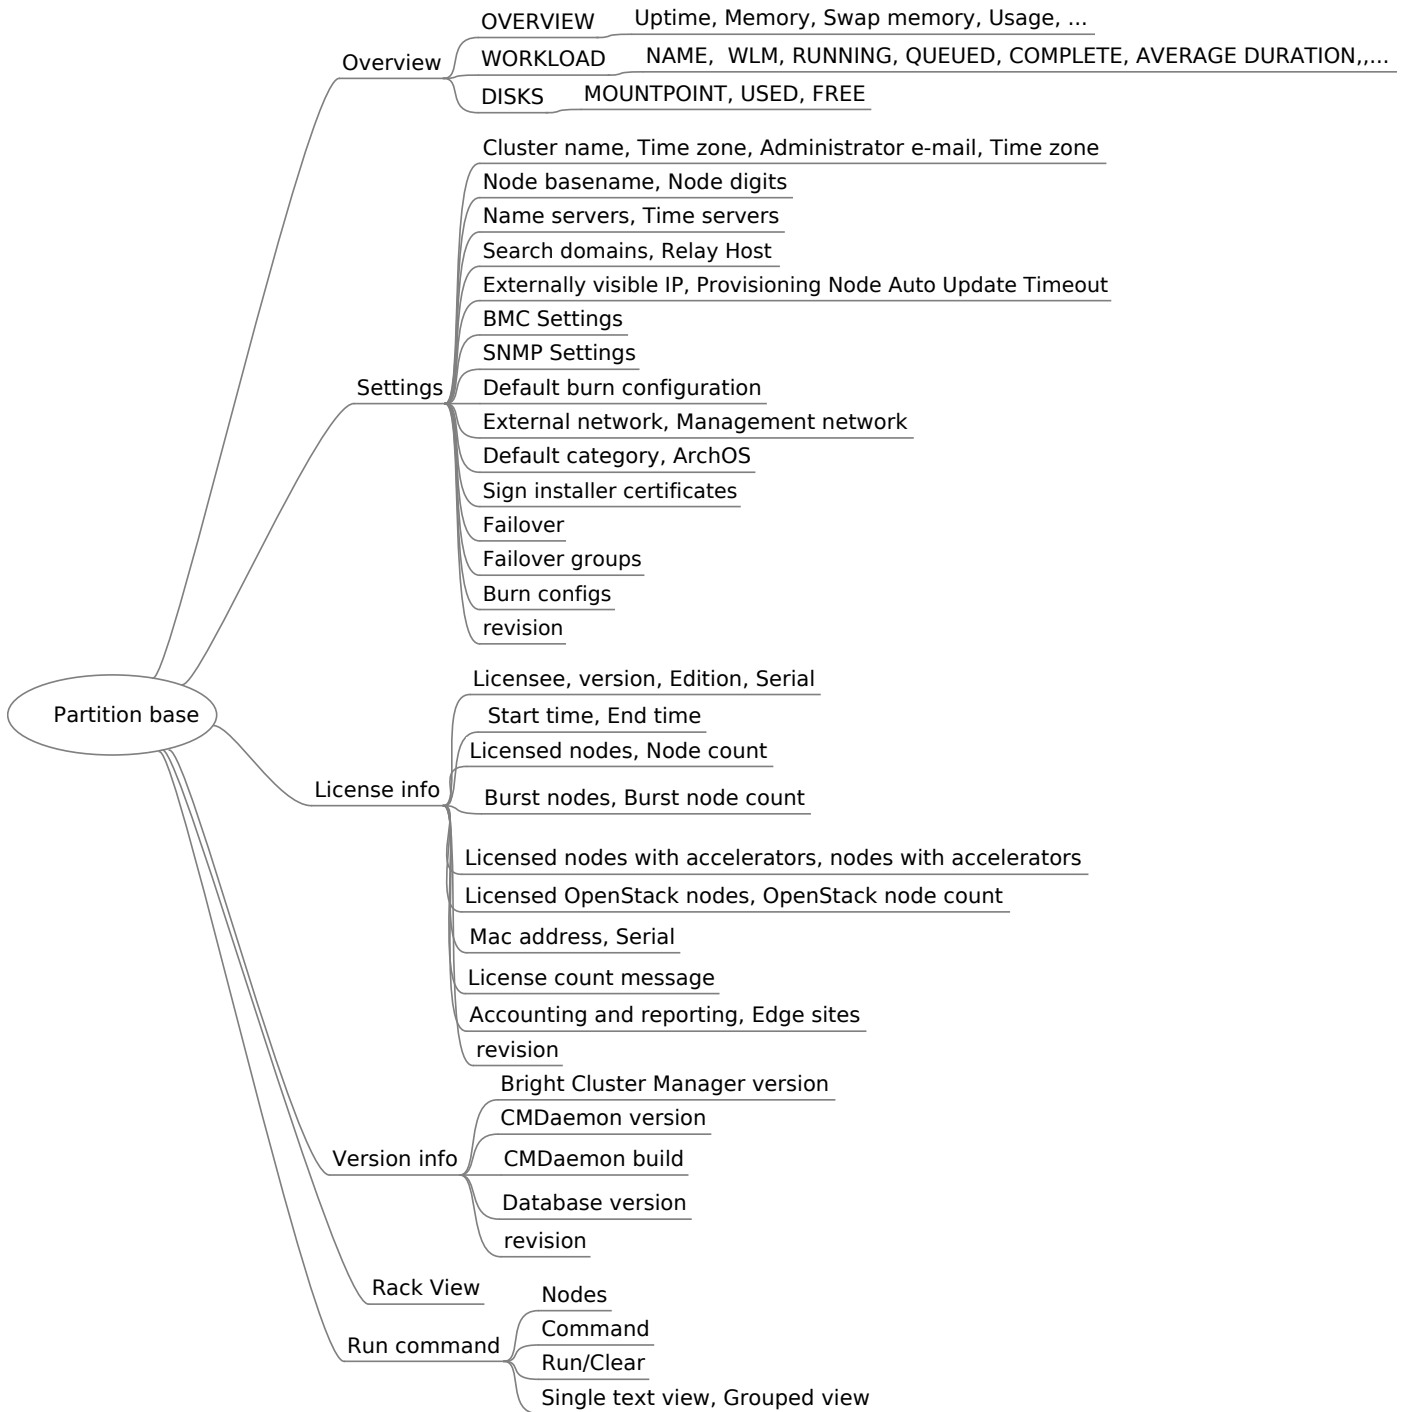 OVERVIEW
Uptime, Memory, Swap memory, Usage, ...
Overview
WORKLOAD
NAME,  WLM, RUNNING, QUEUED, COMPLETE, AVERAGE DURATION,,...
DISKS
MOUNTPOINT, USED, FREE
Cluster name, Time zone, Administrator e-mail, Time zone
Node basename, Node digits
Name servers, Time servers
Search domains, Relay Host
Externally visible IP, Provisioning Node Auto Update Timeout
BMC Settings
SNMP Settings
Settings
Default burn configuration
External network, Management network
Default category, ArchOS
Sign installer certificates
Failover
Failover groups
Burn configs
revision
Partition base
Licensee, version, Edition, Serial
Start time, End time
Licensed nodes, Node count
License info
Burst nodes, Burst node count
Licensed nodes with accelerators, nodes with accelerators
Licensed OpenStack nodes, OpenStack node count
Mac address, Serial
License count message
Accounting and reporting, Edge sites
revision
Bright Cluster Manager version
CMDaemon version
Version info
CMDaemon build
Database version
revision
Rack View
Nodes
Command
Run command
Run/Clear
Single text view, Grouped view